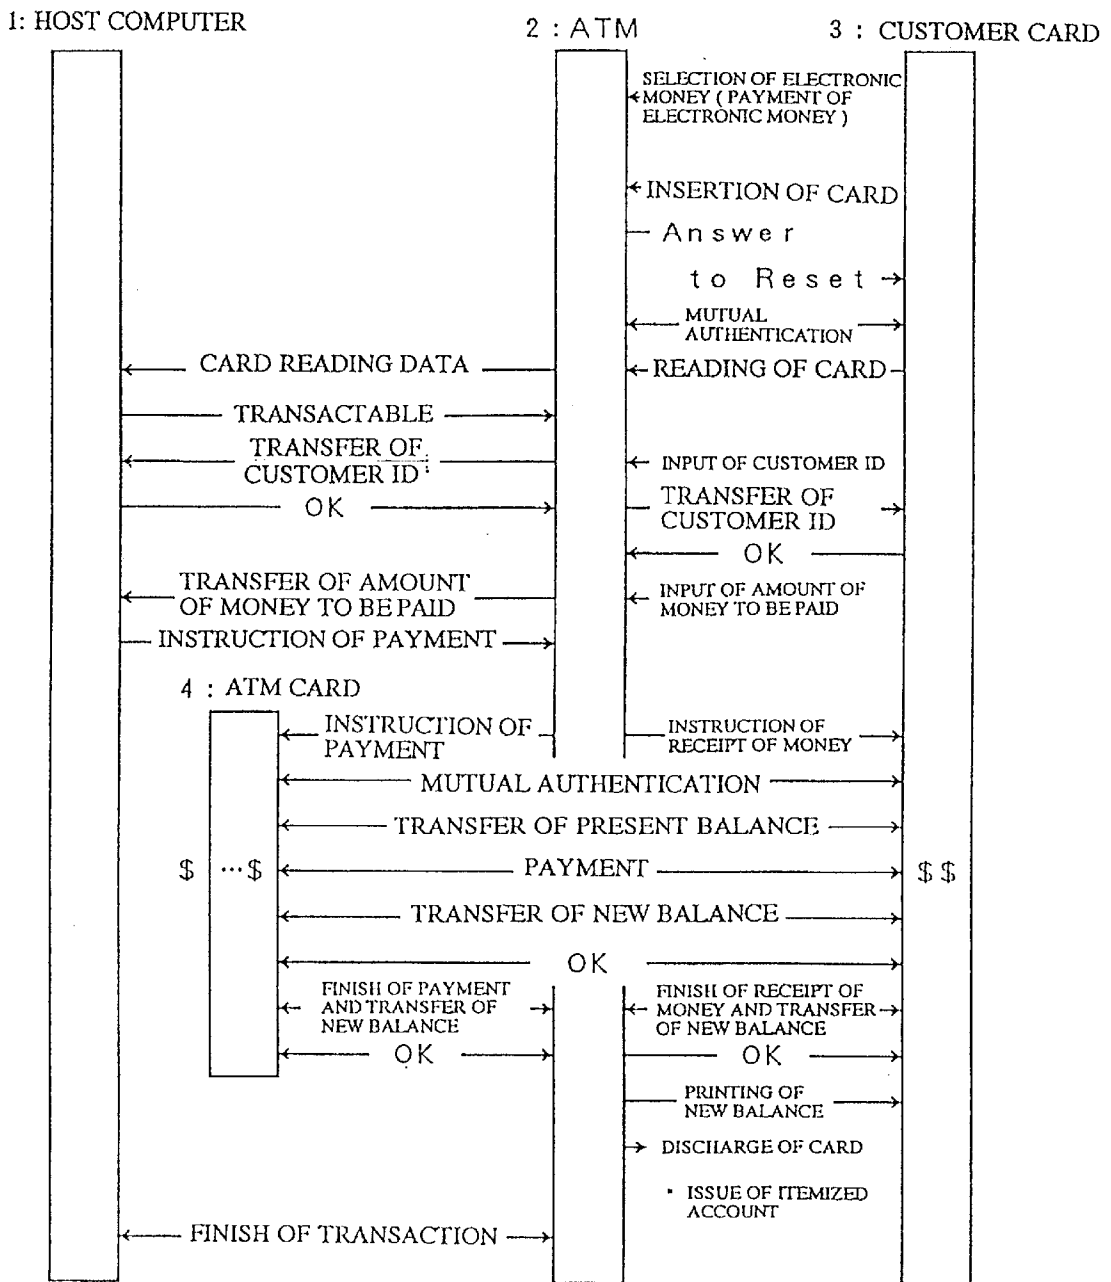 1: HOST COMPUTER
2 : ATM
3 : CUSTOMER CARD
SELECTION OF ELECTRONIC
MONEY ( PAYMENT OF
ELECTRONIC MONEY )
INSERTION OF CARD
Answer
to Reset
MUTUAL
AUTHENTICATION
CARD READING DATA
READING OF CARD
TRANSACTABLE
TRANSFER OF
CUSTOMER ID
INPUT OF CUSTOMER ID
OK
TRANSFER OF
CUSTOMER ID
OK
TRANSFER OF AMOUNT
OF MONEY TO BE PAID
INPUT OF AMOUNT OF
MONEY TO BE PAID
INSTRUCTION OF PAYMENT
4 : ATM CARD
INSTRUCTION OF
PAYMENT
INSTRUCTION OF
RECEIPT OF MONEY
MUTUAL AUTHENTICATION
TRANSFER OF PRESENT BALANCE
$ ...$
PAYMENT
$$
TRANSFER OF NEW BALANCE
OK
FINISH OF PAYMENT
AND TRANSFER OF
NEW BALANCE
FINISH OF RECEIPT OF
MONEY AND TRANSFER
OF NEW BALANCE
OK
OK
PRINTING OF
NEW BALANCE
DISCHARGE OF CARD
• ISSUE OF ITEMIZED
ACCOUNT
FINISH OF TRANSACTION